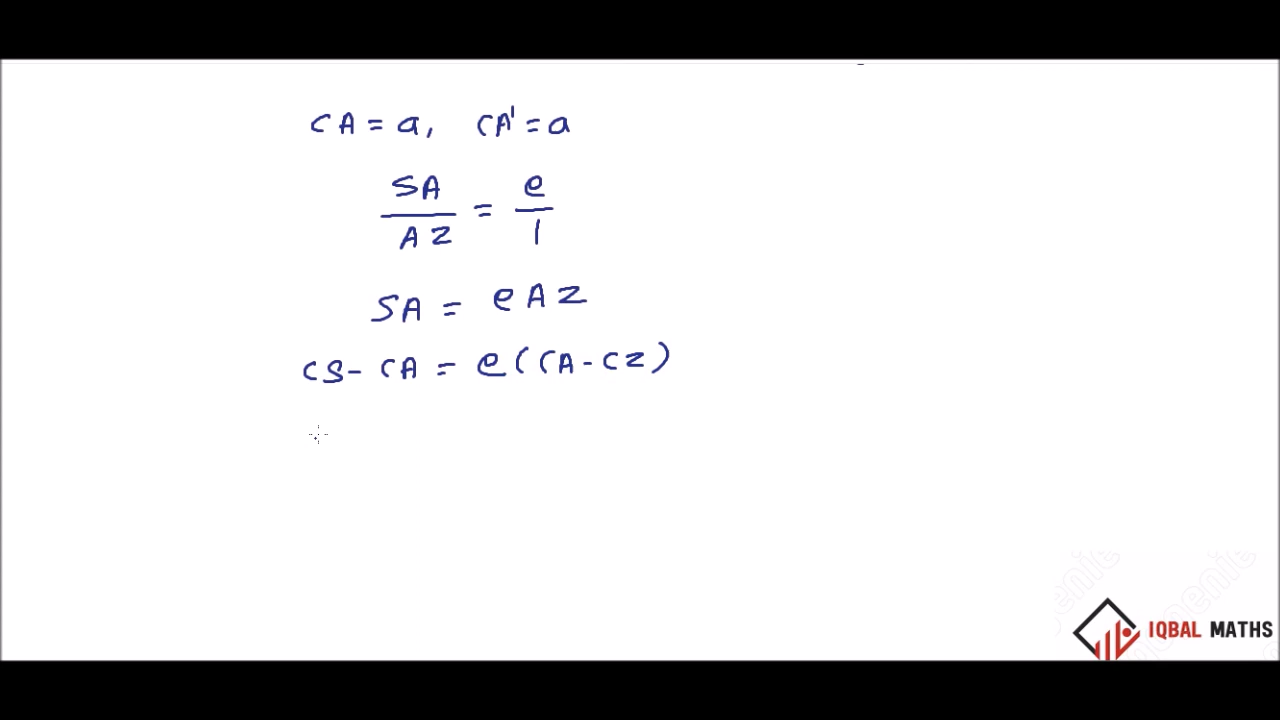 CA = a, CA' = a
SA/AZ = e/1
SA = eAZ
CS - CA = e(CA - CZ)
IQBAL MATHS